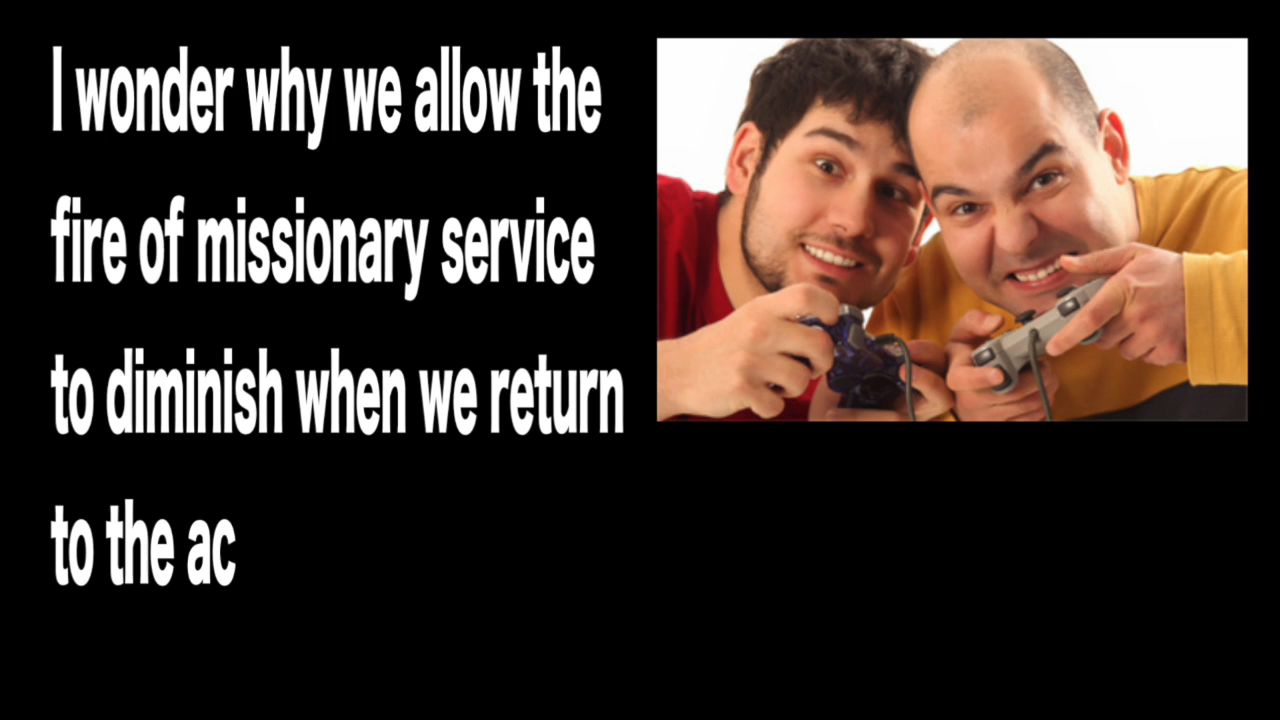 I wonder why we allow the
fire of missionary service
to diminish when we return
to the ac